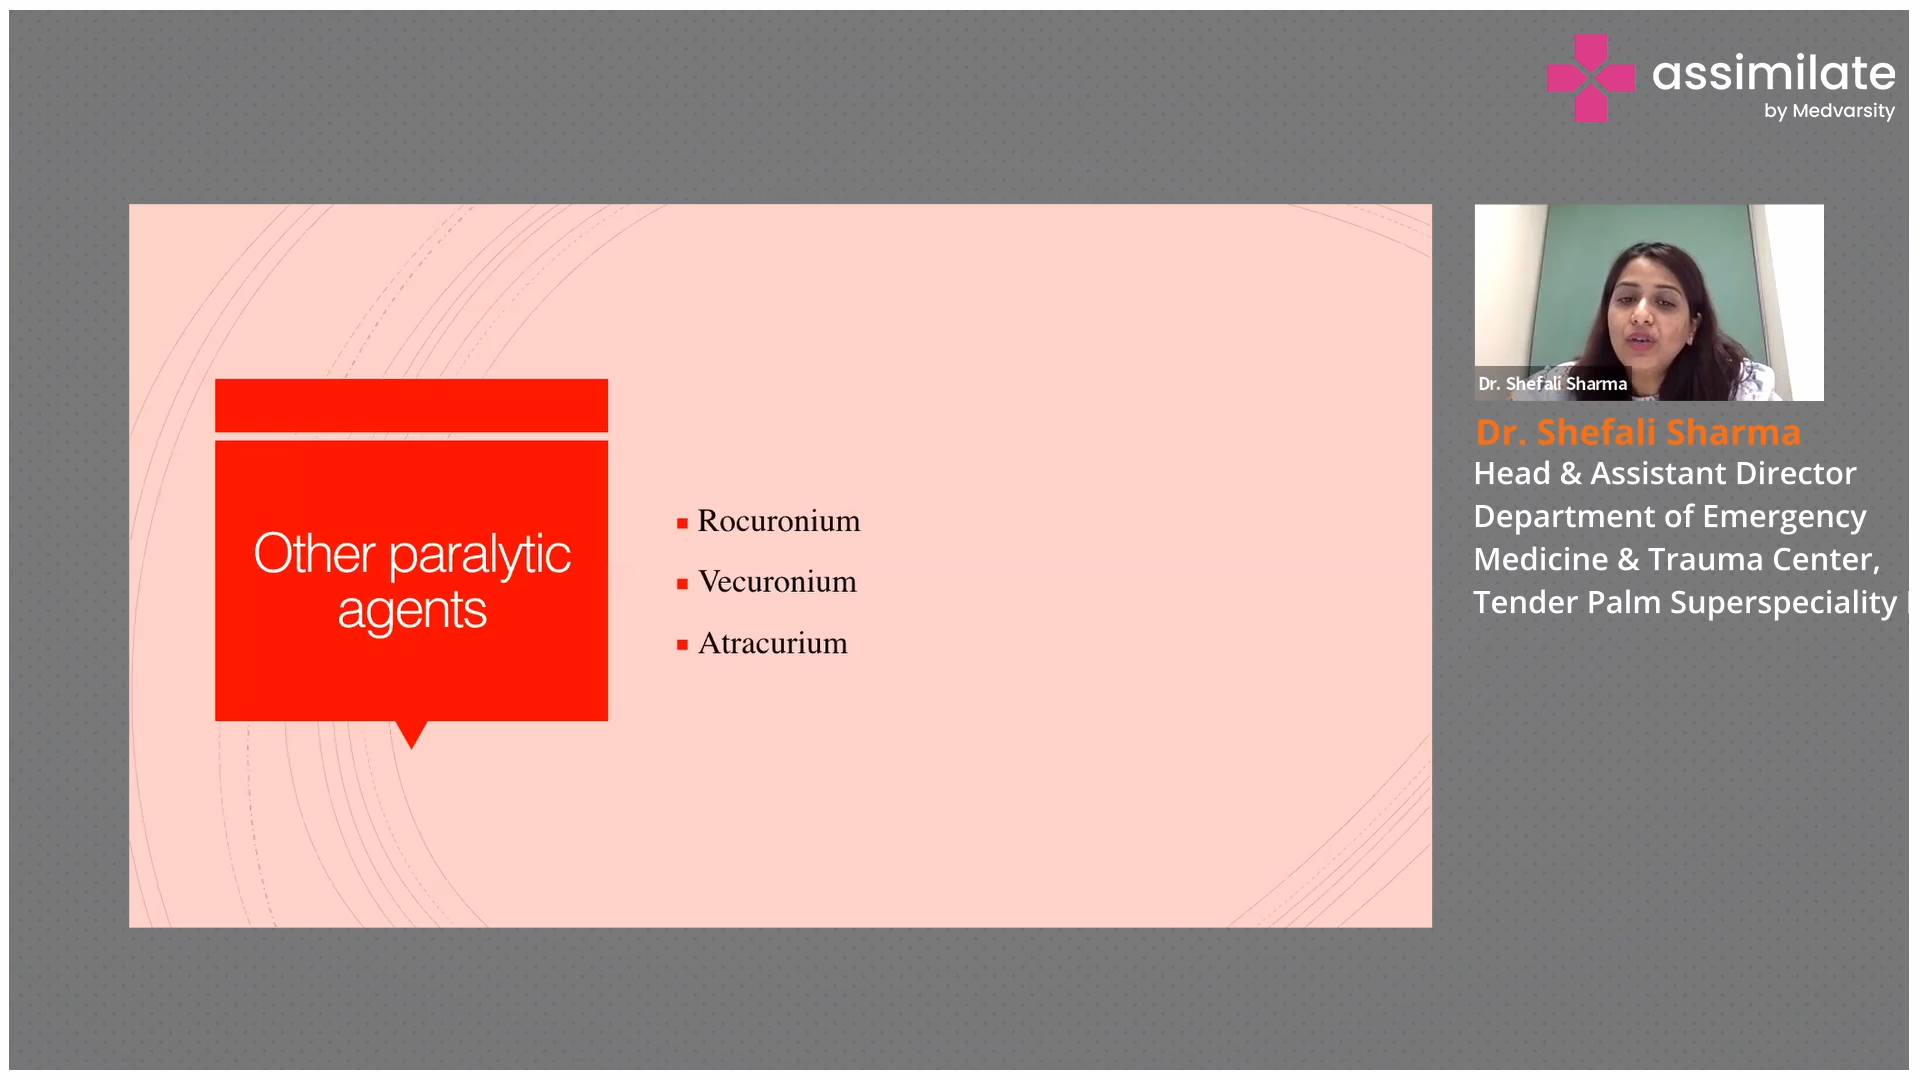 assimilate
by Medvarsity
Other paralytic
agents
Rocuronium
Vecuronium
Atracurium
Dr. Shefali Sharma
Dr. Shefali Sharma
Head & Assistant Director
Department of Emergency
Medicine & Trauma Center,
Tender Palm Superspeciality